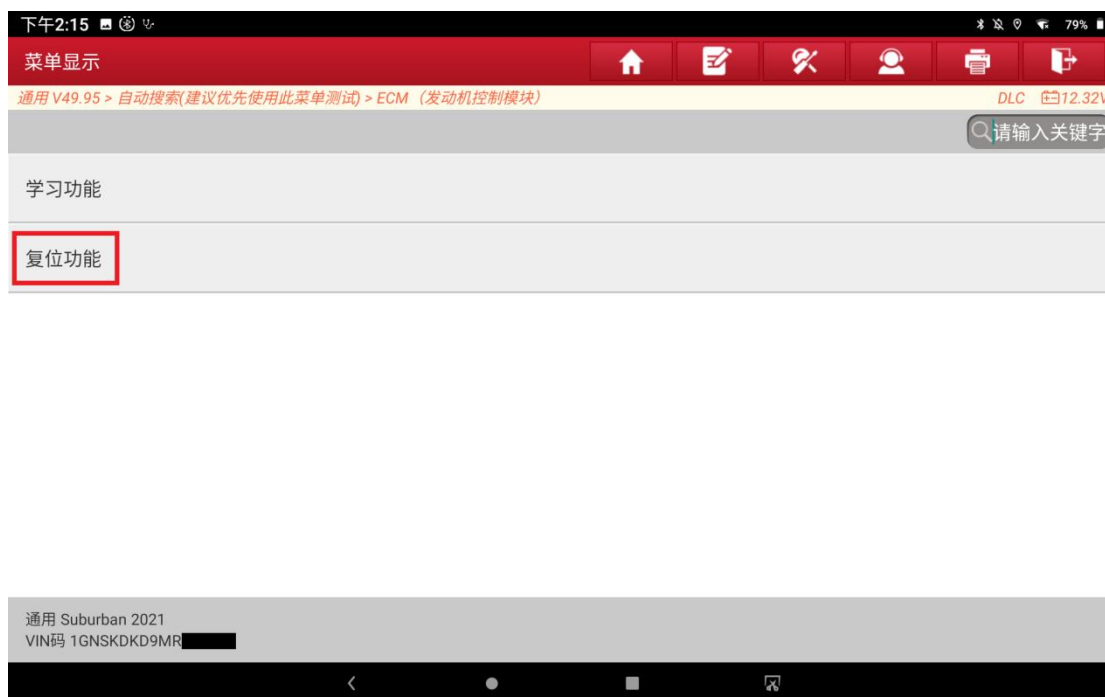 下午2:15 79%
菜单显示
通用 V49.95 > 自动搜索(建议优先使用此菜单测试) > ECM（发动机控制模块） DLC 12.32V
请输入关键字
学习功能
复位功能
通用 Suburban 2021
VIN码 1GNSKDKD9MR